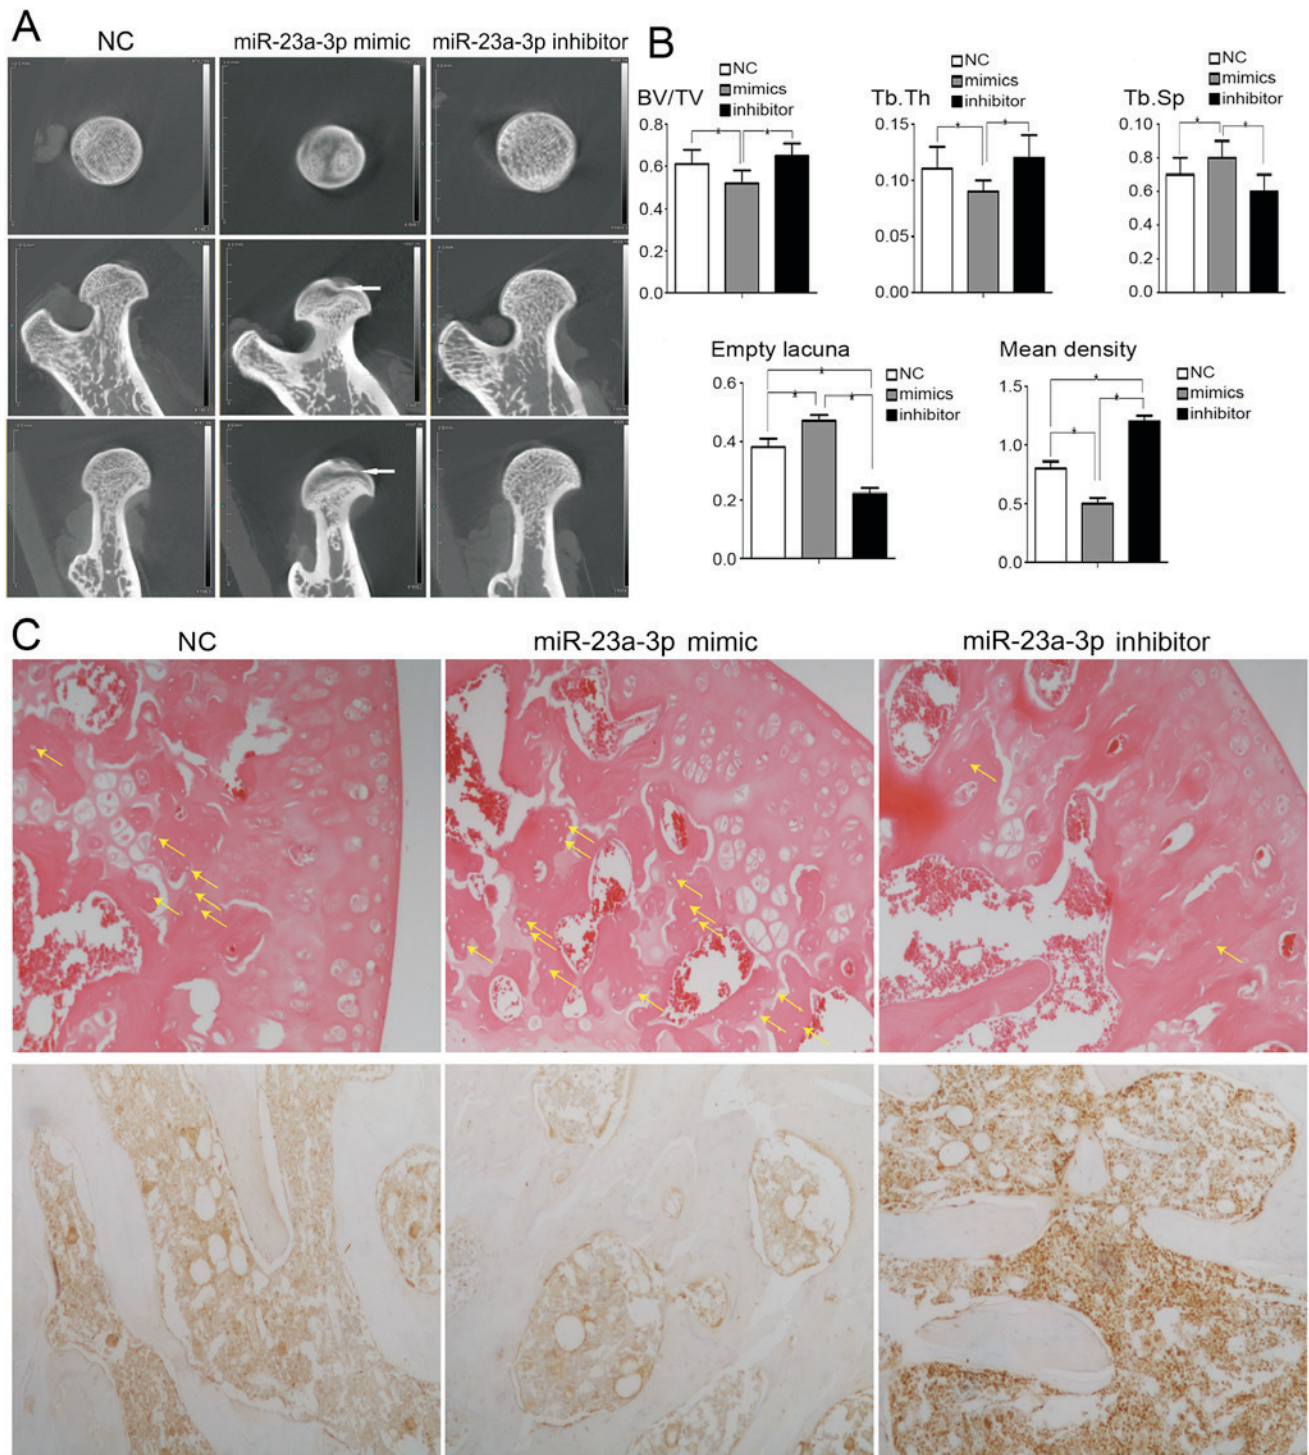 A
NC
miR-23a-3p mimic
miR-23a-3p inhibitor
B
NC
mimics
inhibitor
BV/TV
0.8
0.6
0.4
0.2
0.0
NC
mimics
inhibitor
Tb.Th
0.15
0.10
0.05
0.00
NC
mimics
inhibitor
Tb.Sp
0.10
0.8
0.6
0.4
0.2
0.0
Empty lacuna
NC
mimics
inhibitor
0.6
0.4
0.2
0.0
Mean density
NC
mimics
inhibitor
1.5
1.0
0.5
0.0
C
NC
miR-23a-3p mimic
miR-23a-3p inhibitor